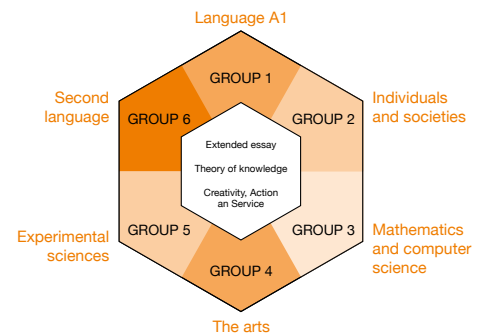 Language A1
GROUP 1
Second
language
GROUP 6
GROUP 2
Individuals
and societies
Extended essay
Theory of knowledge
Creativity, Action
an Service
Experimental
sciences
GROUP 5
GROUP 3
Mathematics
and computer
science
GROUP 4
The arts